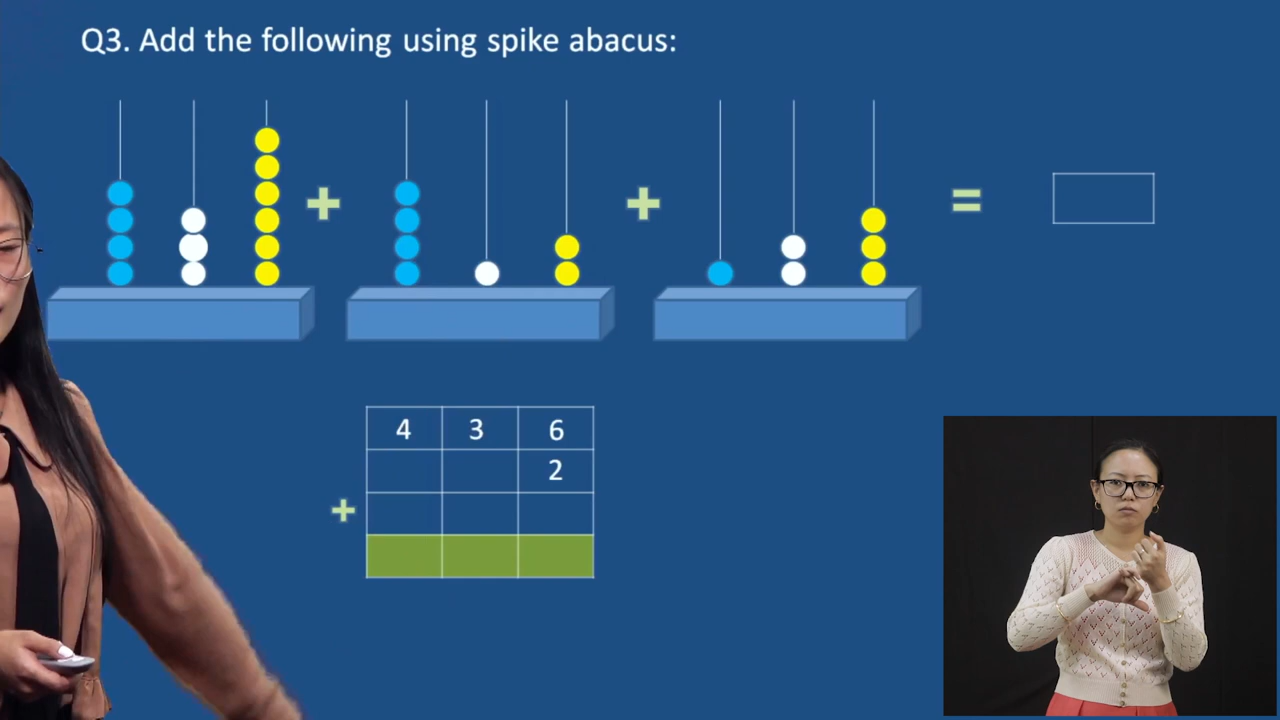 Q3. Add the following using spike abacus:
+ + =
4 3 6
2
+